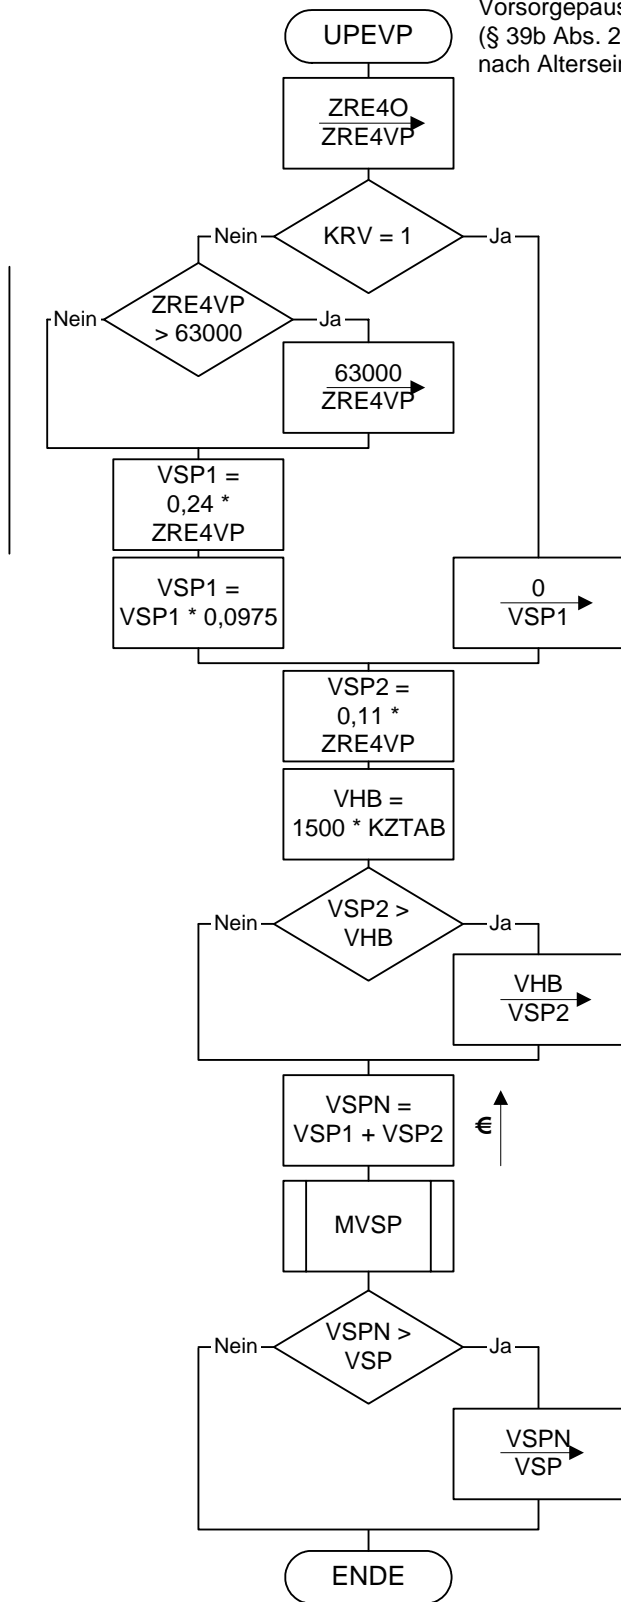 Vorsorgepaus
(§ 39b Abs. 2
nach Altersein
UPEVP
ZRE4O
ZRE4VP
Nein
KRV = 1
Ja
Nein
ZRE4VP
> 63000
Ja
63000
ZRE4VP
VSP1 =
0,24 *
ZRE4VP
VSP1 =
VSP1 * 0,0975
0
VSP1
VSP2 =
0,11 *
ZRE4VP
VHB =
1500 * KZTAB
Nein
VSP2 >
VHB
Ja
VHB
VSP2
VSPN =
VSP1 + VSP2
€
MVSP
Nein
VSPN >
VSP
Ja
VSPN
VSP
ENDE